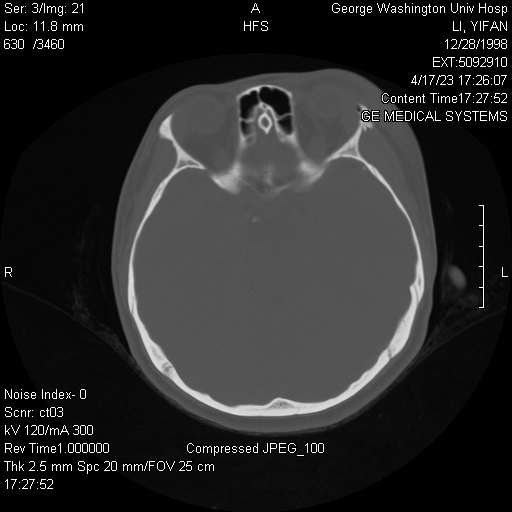 Ser: 3/Img: 21
Loc: 11.8 mm
630 /3460
A
HFS
George Washington Univ Hosp
LI, YIFAN
12/28/1998
EXT:5092910
4/17/23 17:26:07
Content Time17:27:52
GE MEDICAL SYSTEMS
R
L
Noise Index- 0
Scnr: ct03
kV 120/mA 300
Rev Time1.000000
Thk 2.5 mm Spc 20 mm/FOV 25 cm
17:27:52
Compressed JPEG_100